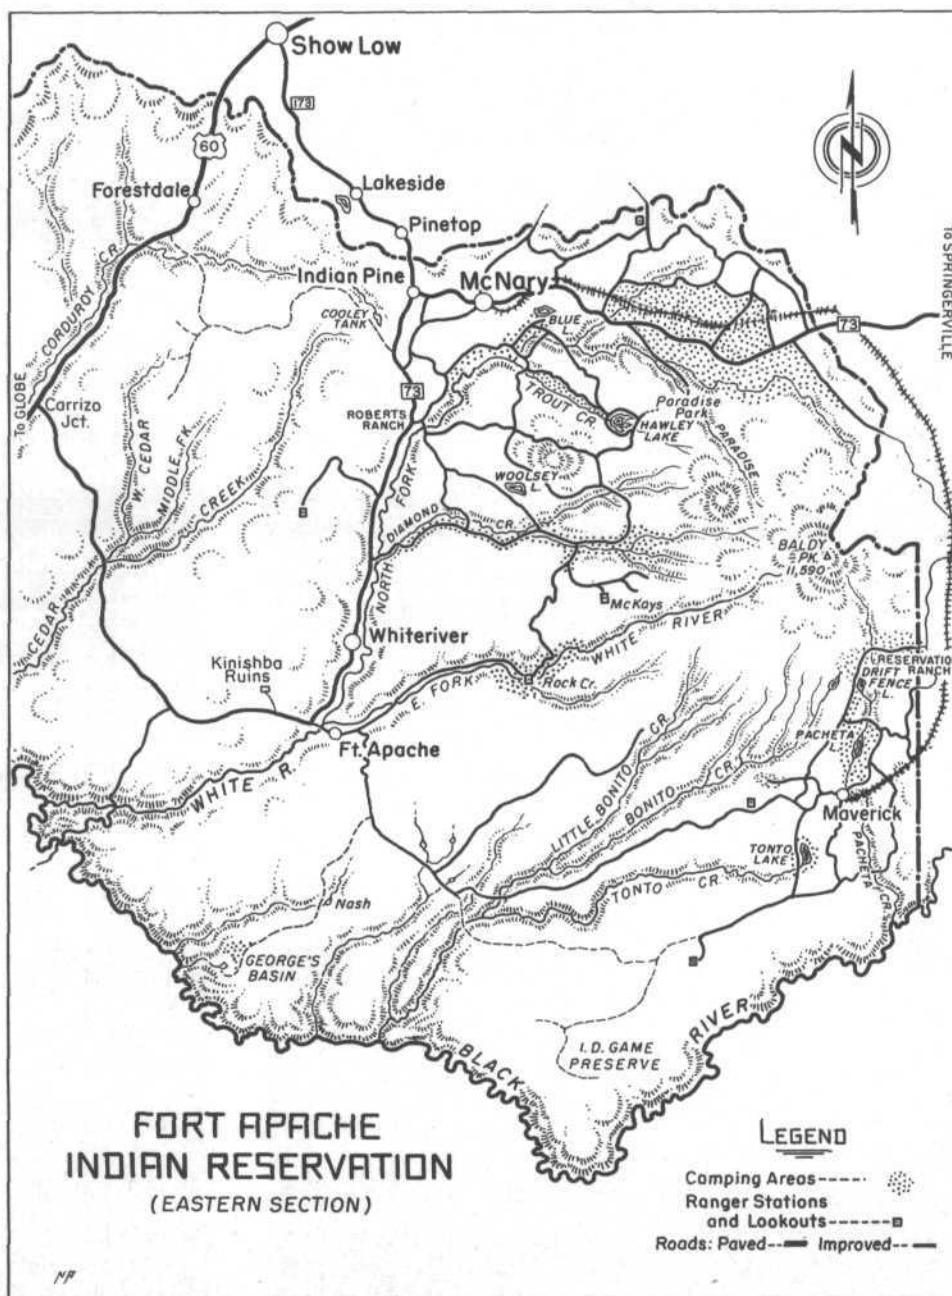 Show Low
173
60
Forestdale
Lakeside
Pinetop
Indian Pine
McNary
TO SPRINGERVILLE
CORDUROY CR.
COOLEY
TANK
BLUE
L.
73
To GLOBE
Carrizo
Jct.
73
ROBERTS
RANCH
TROUT CR.
Paradise
Park
HAWLEY
LAKE
PARADISE
W. CEDAR
MIDDLE FK.
CREEK
WOOLSEY
L.
NORTH FORK
DIAMOND CR.
BALDY
PK.
11,590
McKays
CEDAR
Whiteriver
WHITE RIVER
Kinishba
Ruins
E. FORK
Rock Cr.
RESERVATION
RANCH
DRIFT
FENCE
L.
Ft. Apache
PACHETA
L.
WHITE R.
LITTLE BONITO CR.
BONITO CR.
Maverick
TONTO
LAKE
PACHETA CR.
TONTO CR.
Nash
GEORGE'S
BASIN
BLACK RIVER
I.D. GAME
PRESERVE
FORT APACHE
INDIAN RESERVATION
(EASTERN SECTION)
LEGEND
Camping Areas
Ranger Stations
and Lookouts
Roads: Paved Improved